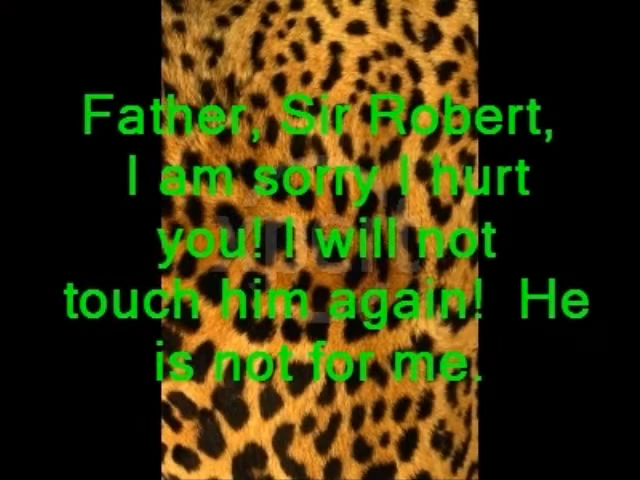 Father, Sir Robert,
I am sorry I hurt
you! I will not
touch him again!  He
is not for me.